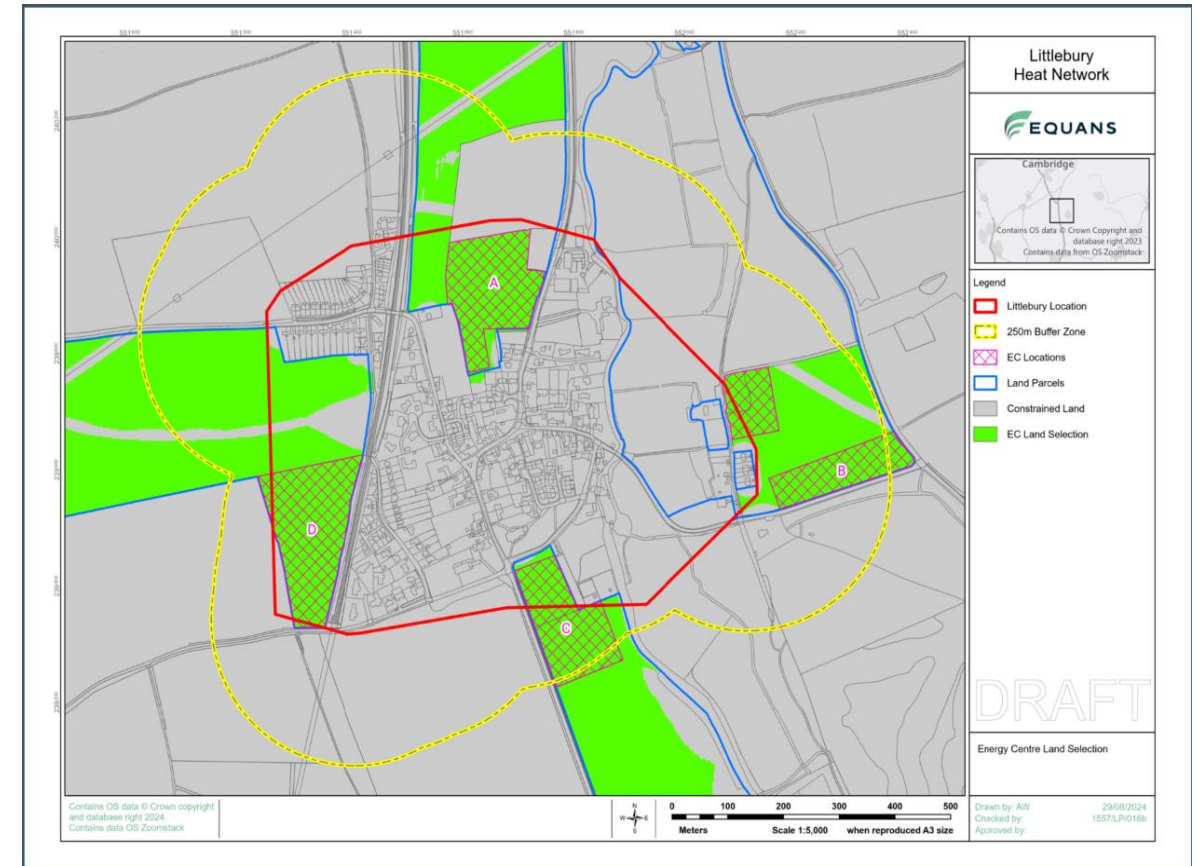 Littlebury
Heat Network
EQUANS
Cambridge
Contains OS data © Crown Copyright and
database right 2023
Contains data from OS Zoomstack
Legend
Littlebury Location
250m Buffer Zone
EC Locations
Land Parcels
Constrained Land
EC Land Selection
A
B
C
D
DRAFT
Energy Centre Land Selection
Contains OS data © Crown copyright
and database right 2024.
Contains data OS Zoomstack
N
W E
S
0 100 200 300 400 500
Meters Scale 1:5,000 when reproduced A3 size
Drawn by: AW 29/08/2024
Checked by: 1557/LP/016b
Approved by: